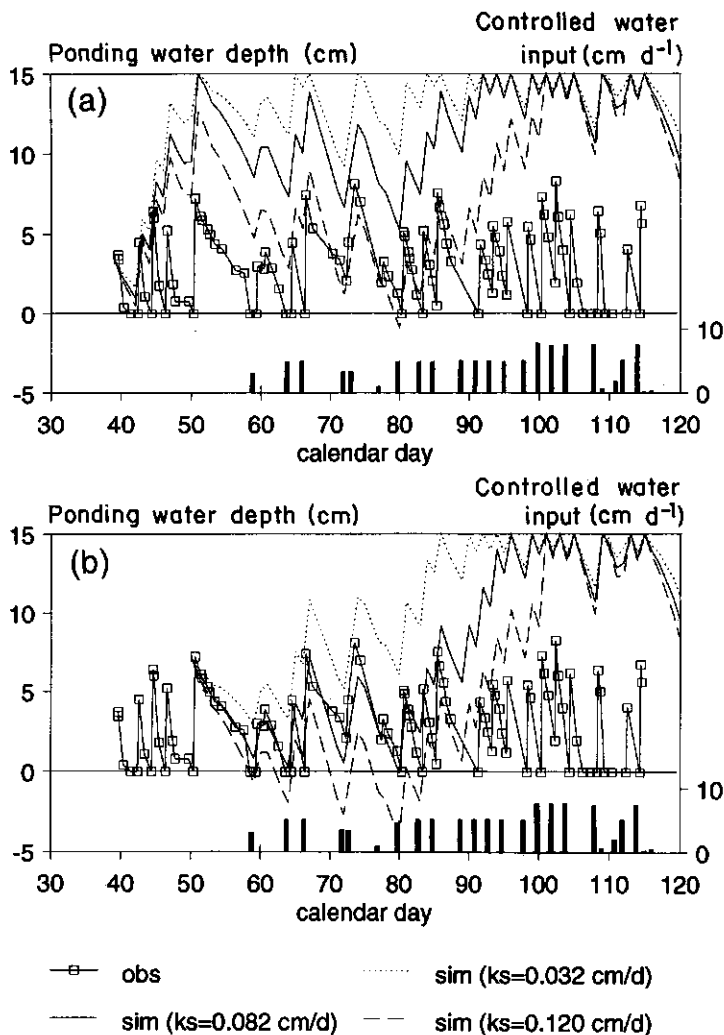 Ponding water depth (cm)
Controlled water
input (cm d⁻¹)
15
(a)
10
5
0
10
-5
0
30 40 50 60 70 80 90 100 110 120
calendar day
Ponding water depth (cm)
Controlled water
input (cm d⁻¹)
15
(b)
10
5
0
10
-5
0
30 40 50 60 70 80 90 100 110 120
calendar day
obs
sim (ks=0.032 cm/d)
sim (ks=0.082 cm/d)
sim (ks=0.120 cm/d)